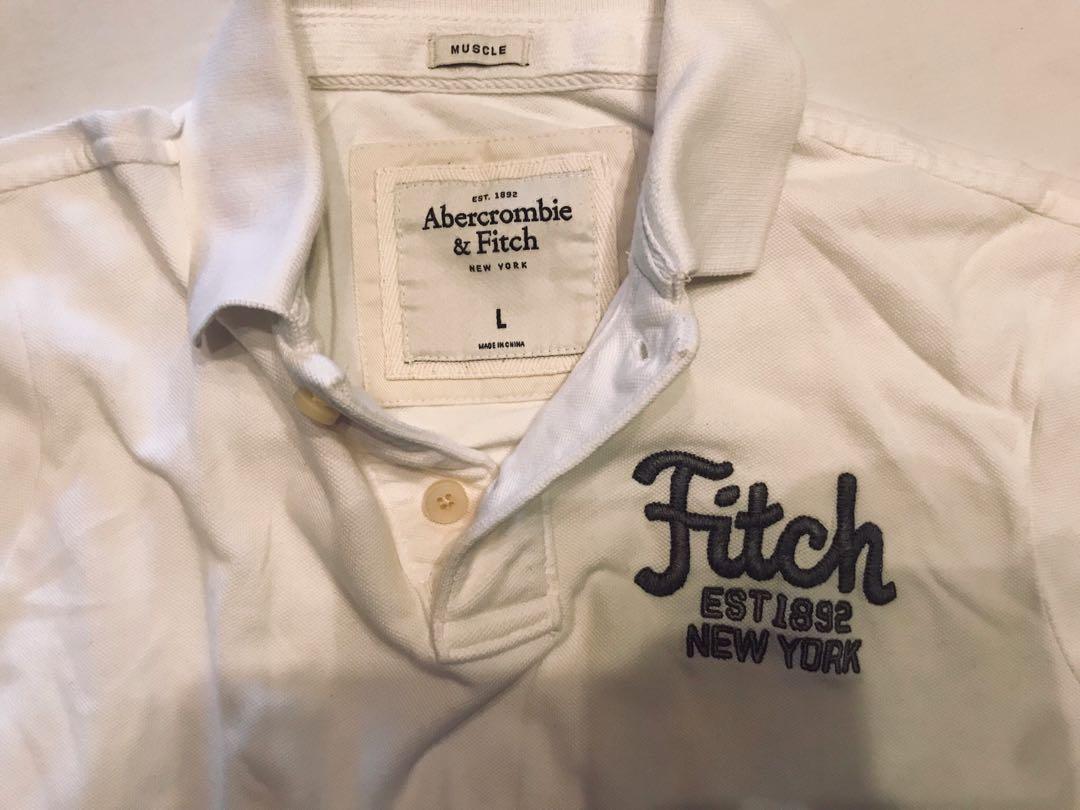 MUSCLE
EST. 1892
Abercrombie
& Fitch
NEW YORK
L
MADE IN CHINA
Fitch
EST 1892
NEW YORK